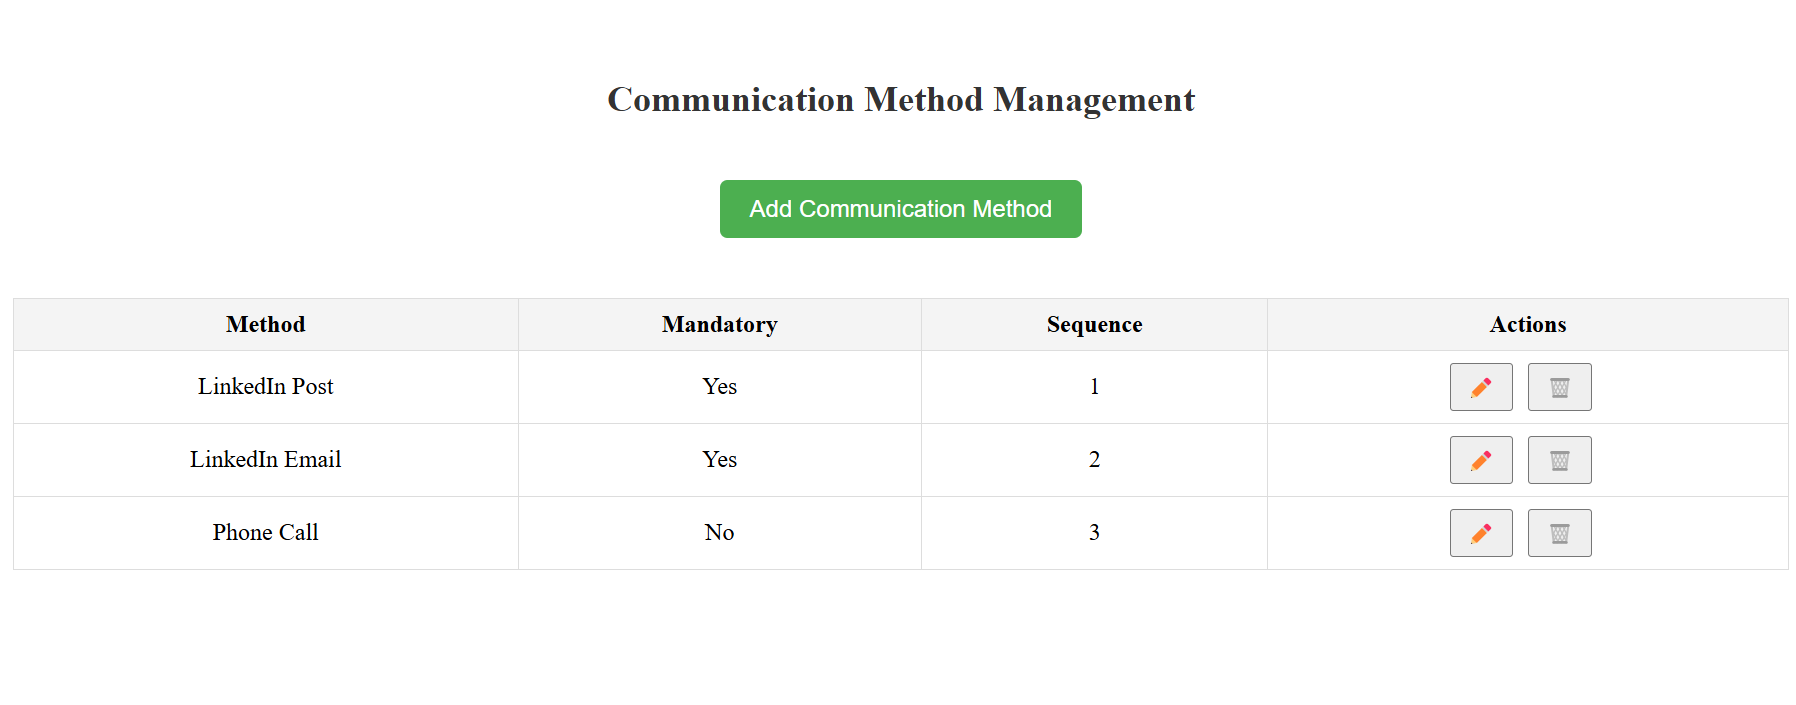 Communication Method Management
Add Communication Method
Method Mandatory Sequence Actions
LinkedIn Post Yes 1
LinkedIn Email Yes 2
Phone Call No 3